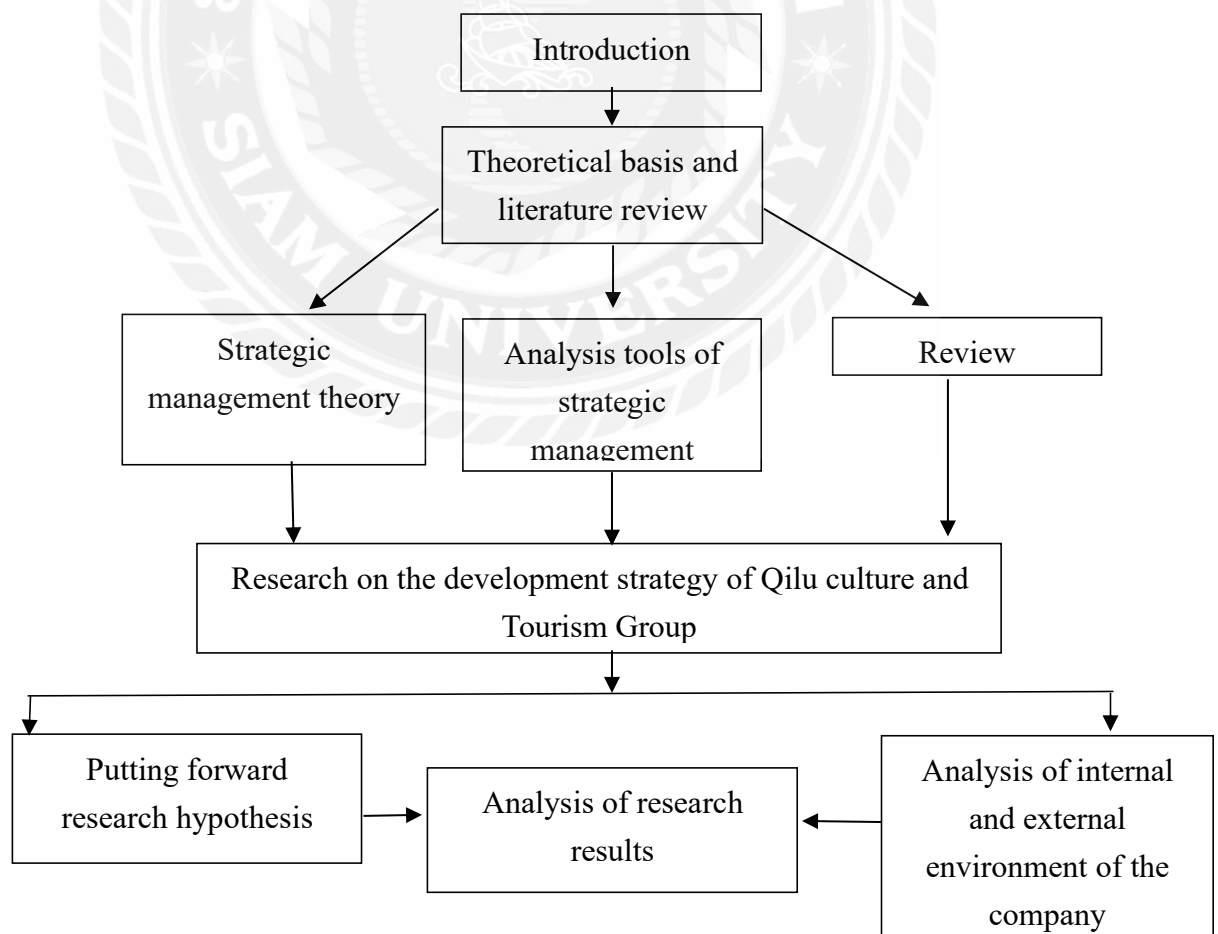 Introduction
Theoretical basis and
literature review
Strategic
management theory
Analysis tools of
strategic
management
Review
Research on the development strategy of Qilu culture and
Tourism Group
Putting forward
research hypothesis
Analysis of research
results
Analysis of internal
and external
environment of the
company
SIAM UNIVERSITY